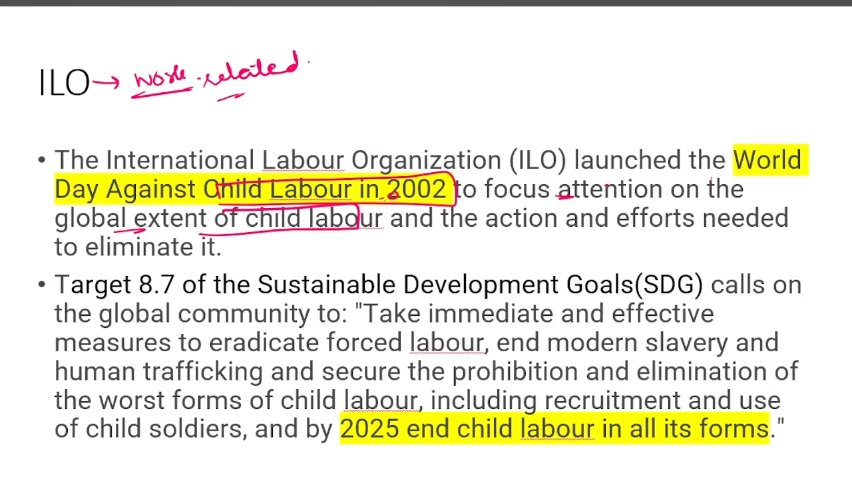 ILO → work related.
• The International Labour Organization (ILO) launched the World
Day Against Child Labour in 2002 to focus attention on the
global extent of child labour and the action and efforts needed
to eliminate it.
• Target 8.7 of the Sustainable Development Goals(SDG) calls on
the global community to: "Take immediate and effective
measures to eradicate forced labour, end modern slavery and
human trafficking and secure the prohibition and elimination of
the worst forms of child labour, including recruitment and use
of child soldiers, and by 2025 end child labour in all its forms."